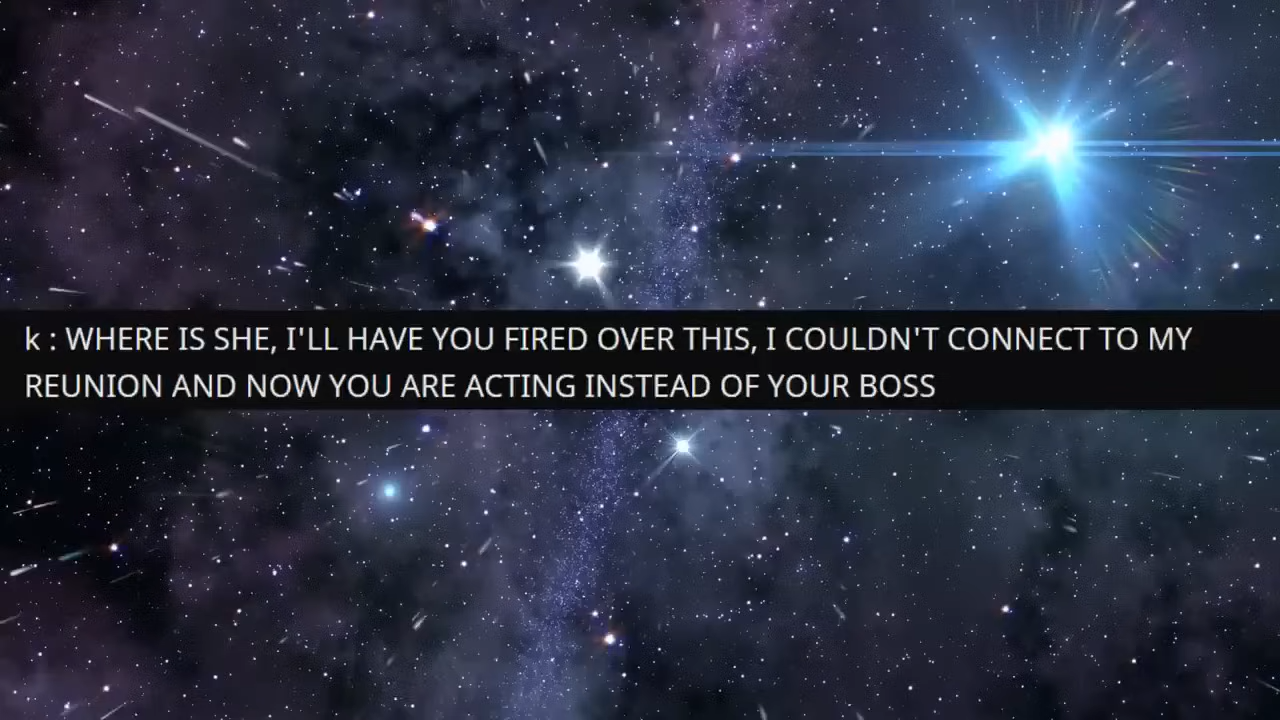 k : WHERE IS SHE, I'LL HAVE YOU FIRED OVER THIS, I COULDN'T CONNECT TO MY
REUNION AND NOW YOU ARE ACTING INSTEAD OF YOUR BOSS